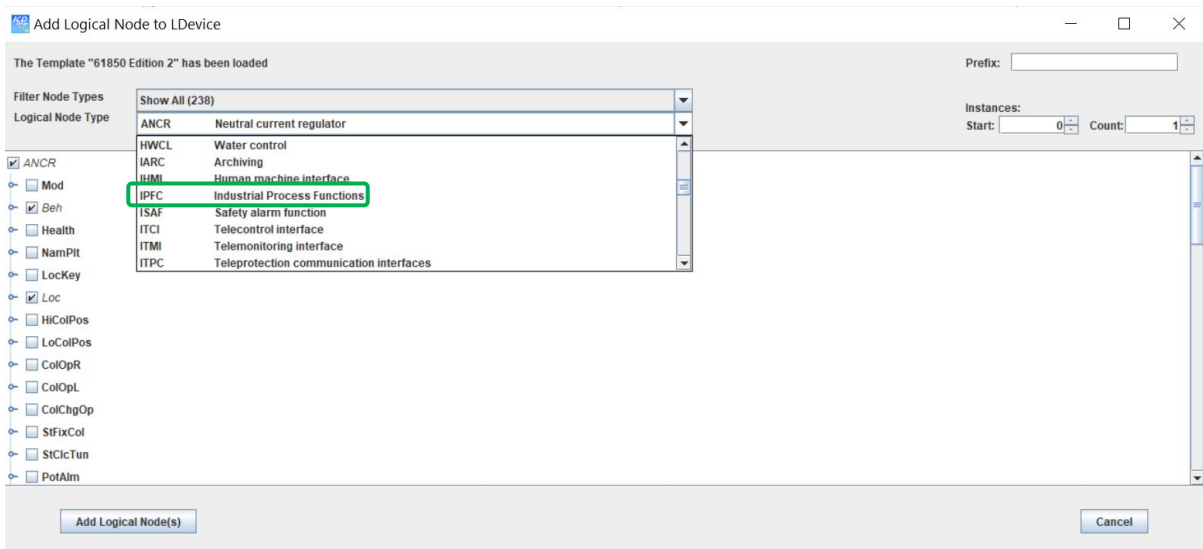 ICD Add Logical Node to LDevice
The Template "61850 Edition 2" has been loaded
Prefix:
Filter Node Types Show All (238)
Instances:
Logical Node Type ANCR Neutral current regulator
Start: 0 Count: 1
HWCL Water control
IARC Archiving
IHMI Human machine interface
IPFC Industrial Process Functions
ISAF Safety alarm function
ITCI Telecontrol interface
ITMI Telemonitoring interface
ITPC Teleprotection communication interfaces
ANCR
Mod
Beh
Health
NamPlt
LocKey
Loc
HiColPos
LoColPos
ColOpR
ColOpL
ColChgOp
StFixCol
StClcTun
PotAlm
Add Logical Node(s)
Cancel